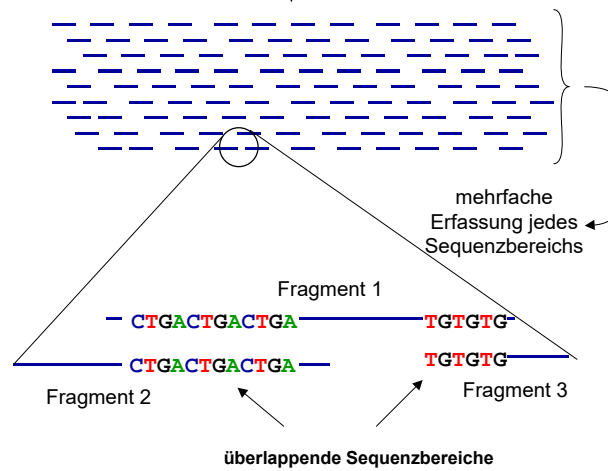 mehrfache
Erfassung jedes
Sequenzbereichs
Fragment 1
CTGACTGACTGA
TGTGTG
CTGACTGACTGA
TGTGTG
Fragment 2
Fragment 3
überlappende Sequenzbereiche